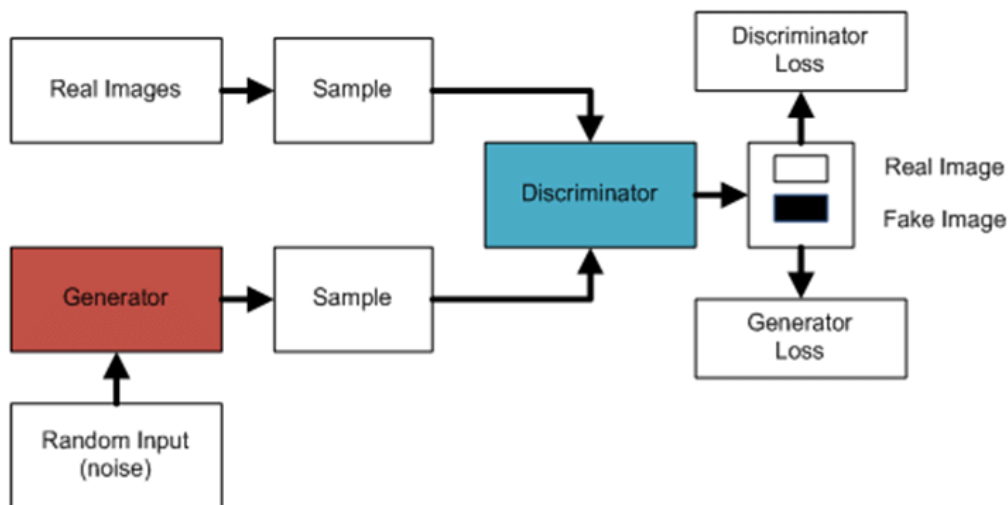 Real Images
Sample
Discriminator
Loss
Discriminator
Real Image
Fake Image
Generator
Sample
Generator
Loss
Random Input
(noise)